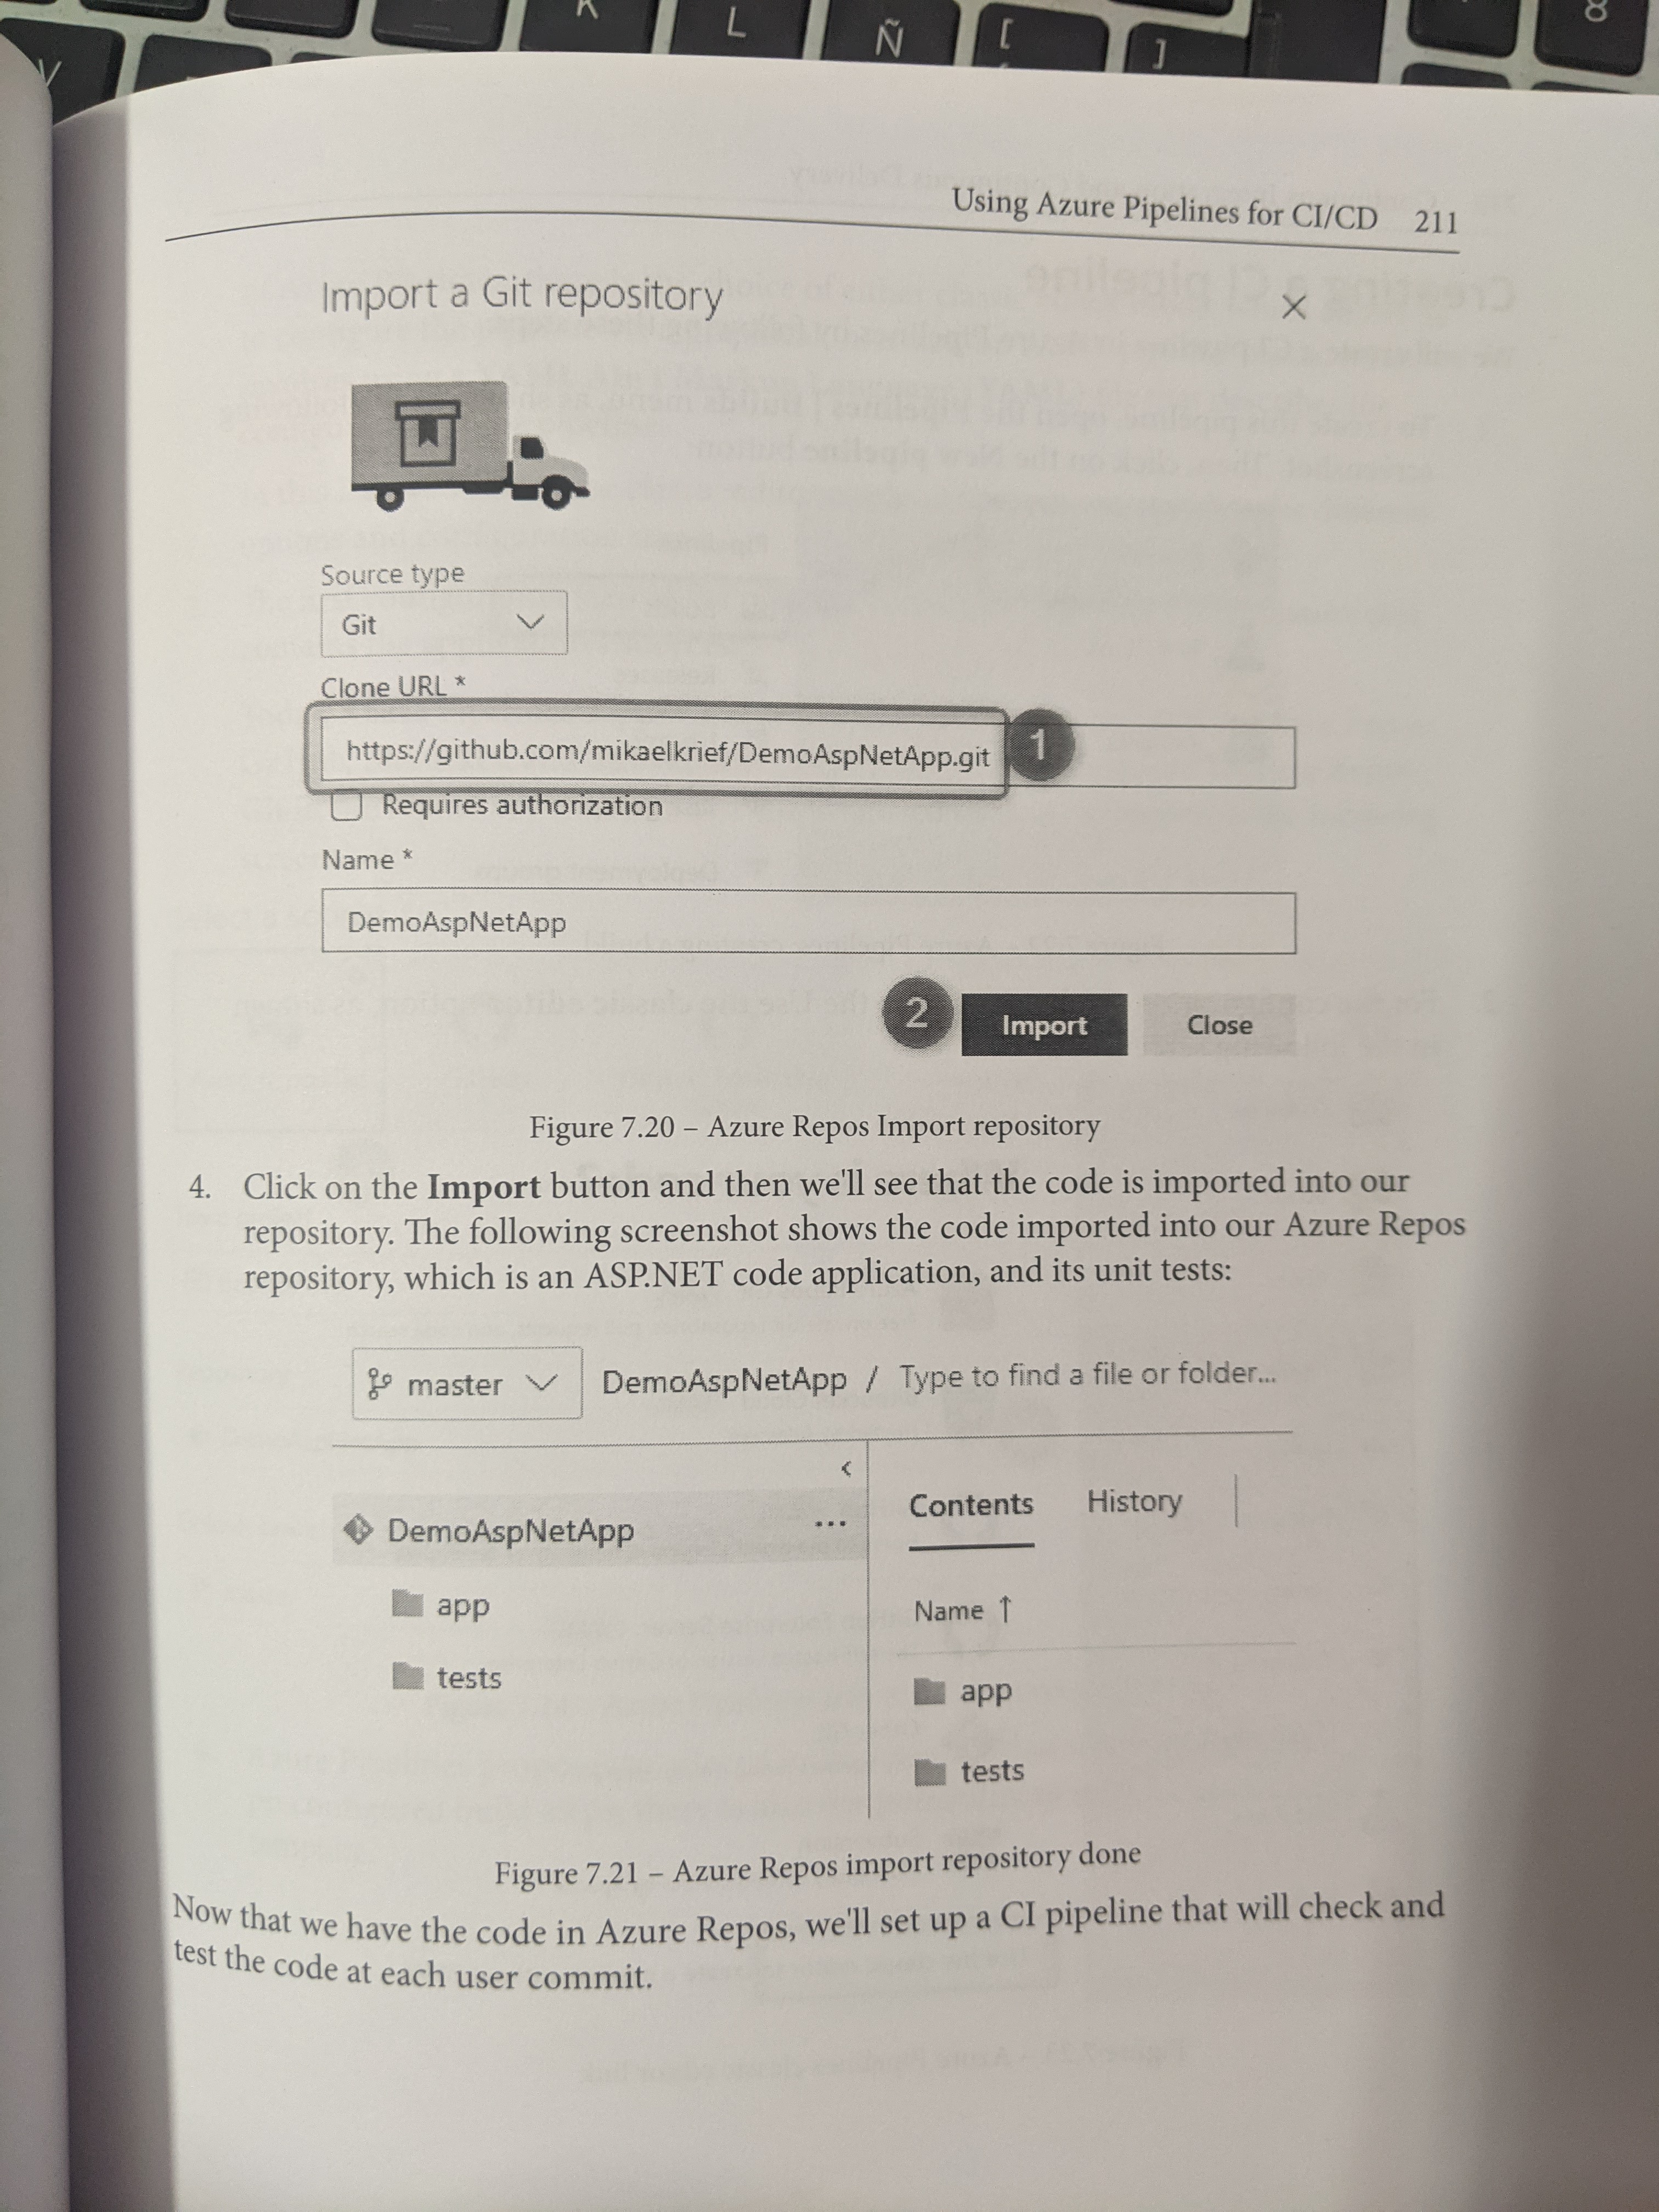 K
L
Ñ
[
]
8
Using Azure Pipelines for CI/CD 211
Import a Git repository
Source type
Git
Clone URL *
https://github.com/mikaelkrief/DemoAspNetApp.git
1
Requires authorization
Name *
DemoAspNetApp
2
Import
Close
Figure 7.20 – Azure Repos Import repository
4. Click on the Import button and then we'll see that the code is imported into our
repository. The following screenshot shows the code imported into our Azure Repos
repository, which is an ASP.NET code application, and its unit tests:
master
DemoAspNetApp / Type to find a file or folder...
DemoAspNetApp
...
app
tests
Contents
History
Name ↑
app
tests
Figure 7.21 – Azure Repos import repository done
Now that we have the code in Azure Repos, we'll set up a CI pipeline that will check and
test the code at each user commit.